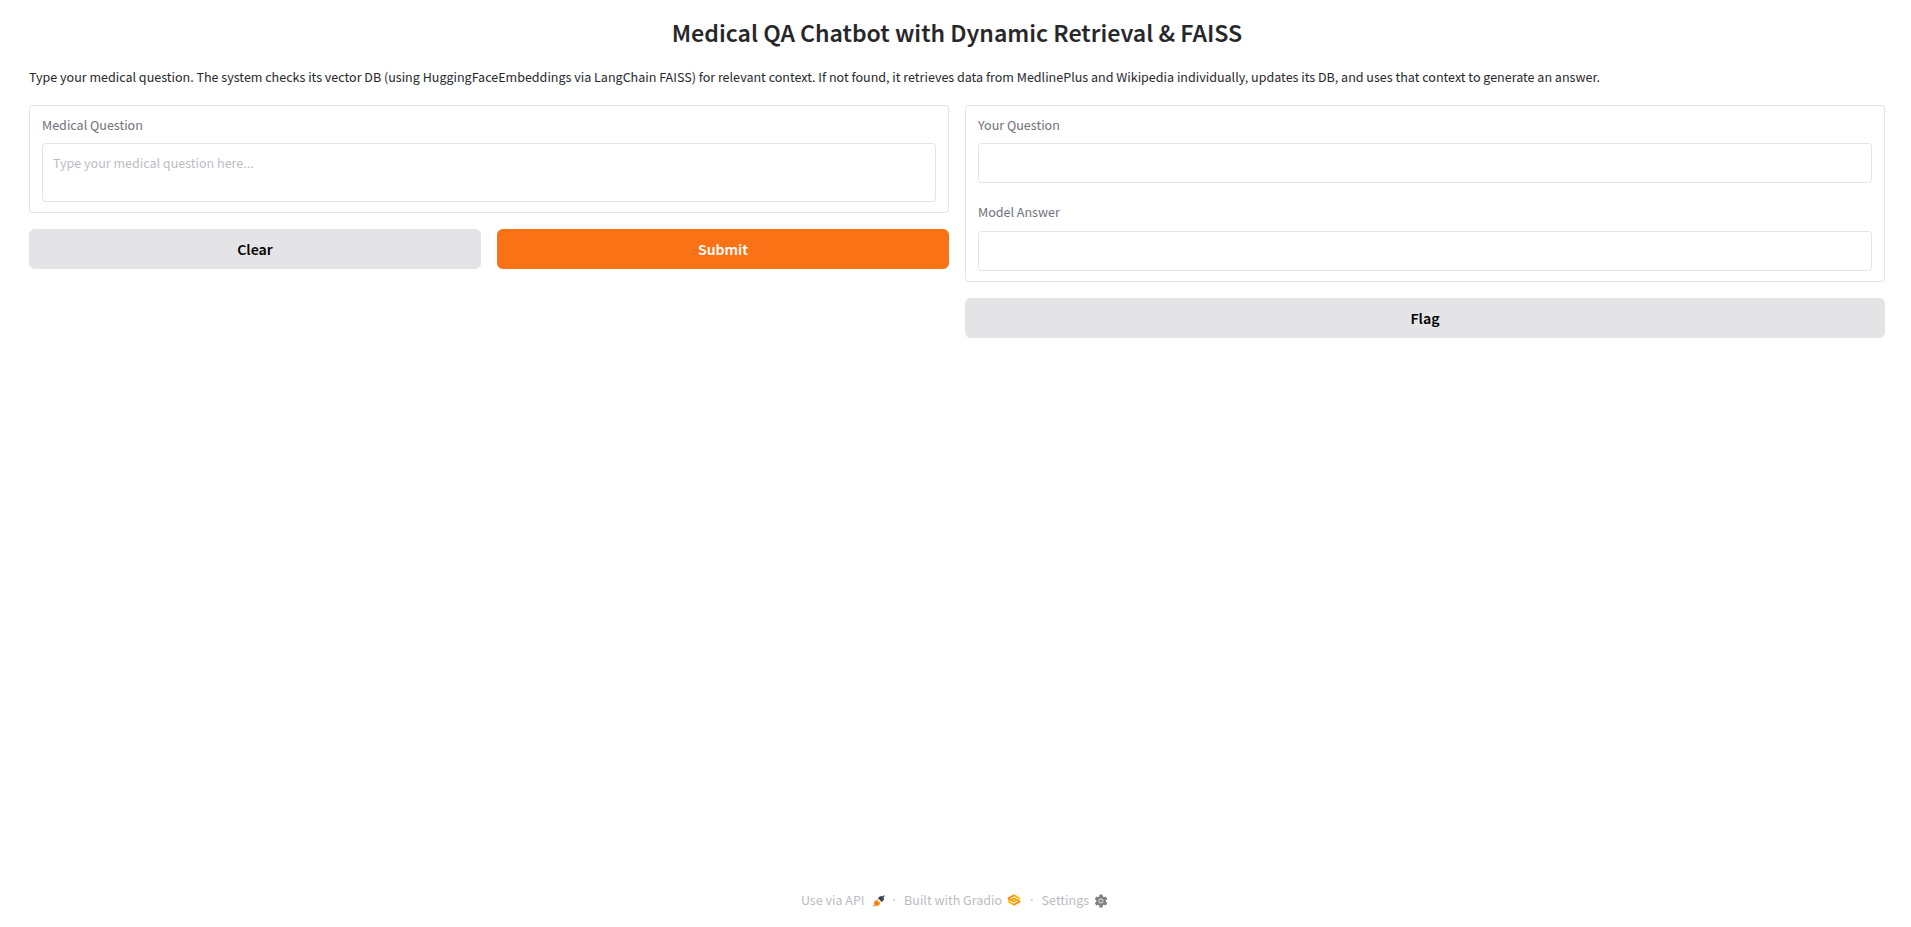 Medical QA Chatbot with Dynamic Retrieval & FAISS
Type your medical question. The system checks its vector DB (using HuggingFaceEmbeddings via LangChain FAISS) for relevant context. If not found, it retrieves data from MedlinePlus and Wikipedia individually, updates its DB, and uses that context to generate an answer.
Medical Question
Type your medical question here...
Clear
Submit
Your Question
Model Answer
Flag
Use via API · Built with Gradio · Settings